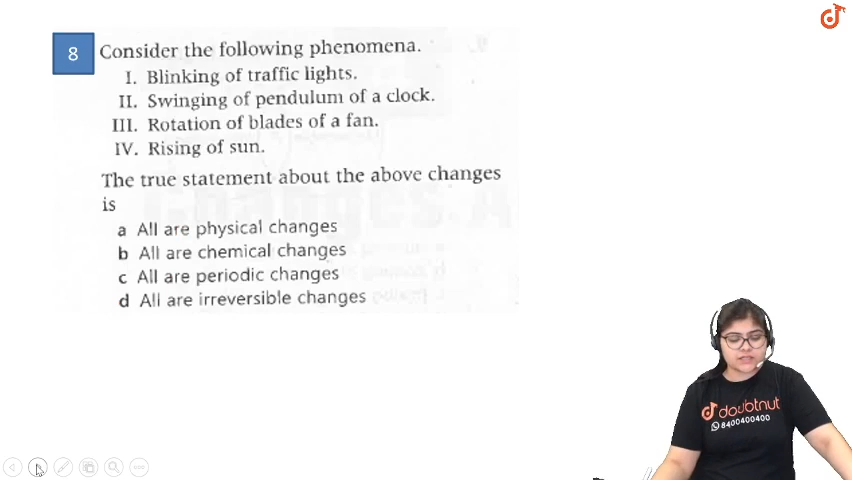 8 Consider the following phenomena.
I. Blinking of traffic lights.
II. Swinging of pendulum of a clock.
III. Rotation of blades of a fan.
IV. Rising of sun.
The true statement about the above changes
is
a All are physical changes
b All are chemical changes
c All are periodic changes
d All are irreversible changes
doubtnut
8400400400